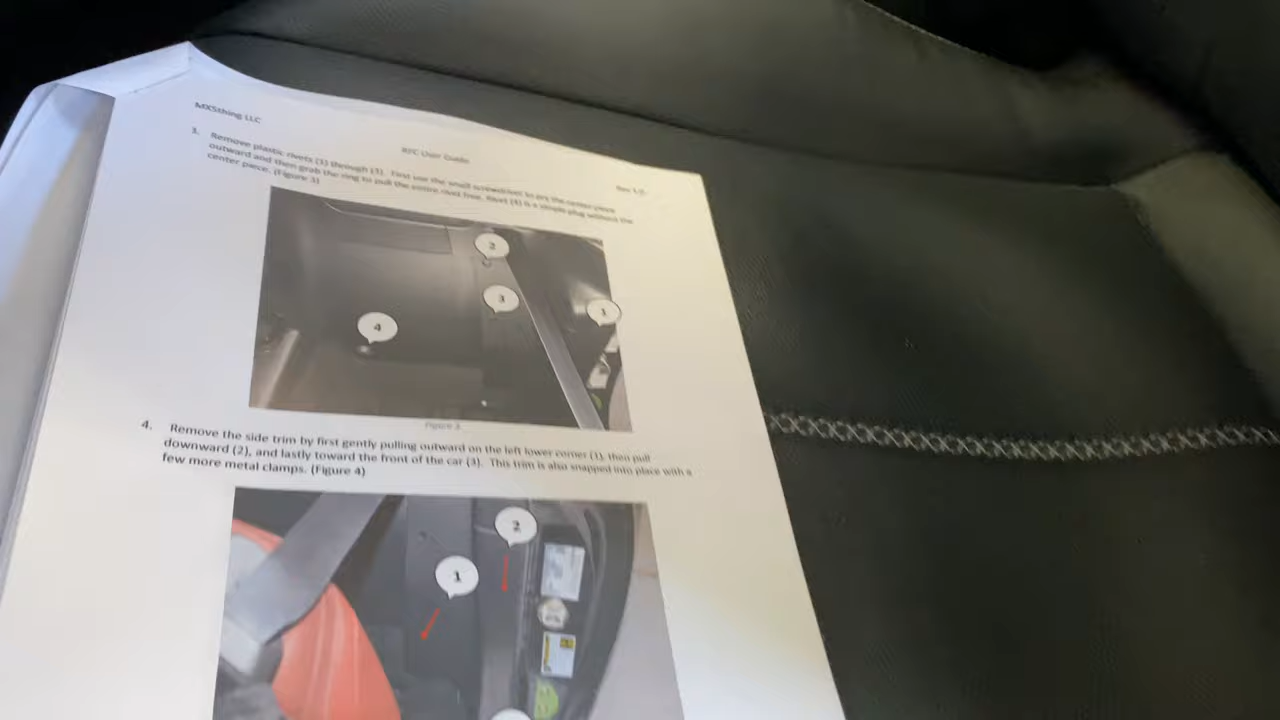 MX5thing LLC
RFC User Guide
3. Remove plastic rivets (1) through (3). First use the small screwdriver to pry the center piece
outward and then grab the ring to pull the entire rivet free. Rivet (4) is a simple plug without the
center piece. (Figure 3)
2
3
1
4
Figure 3
4. Remove the side trim by first gently pulling outward on the left lower corner (1), then pull
downward (2), and lastly toward the front of the car (3). This trim is also snapped into place with a
few more metal clamps. (Figure 4)
2
1